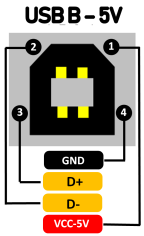 USB B – 5V
2 1
3 4
GND
D+
D-
VCC-5V